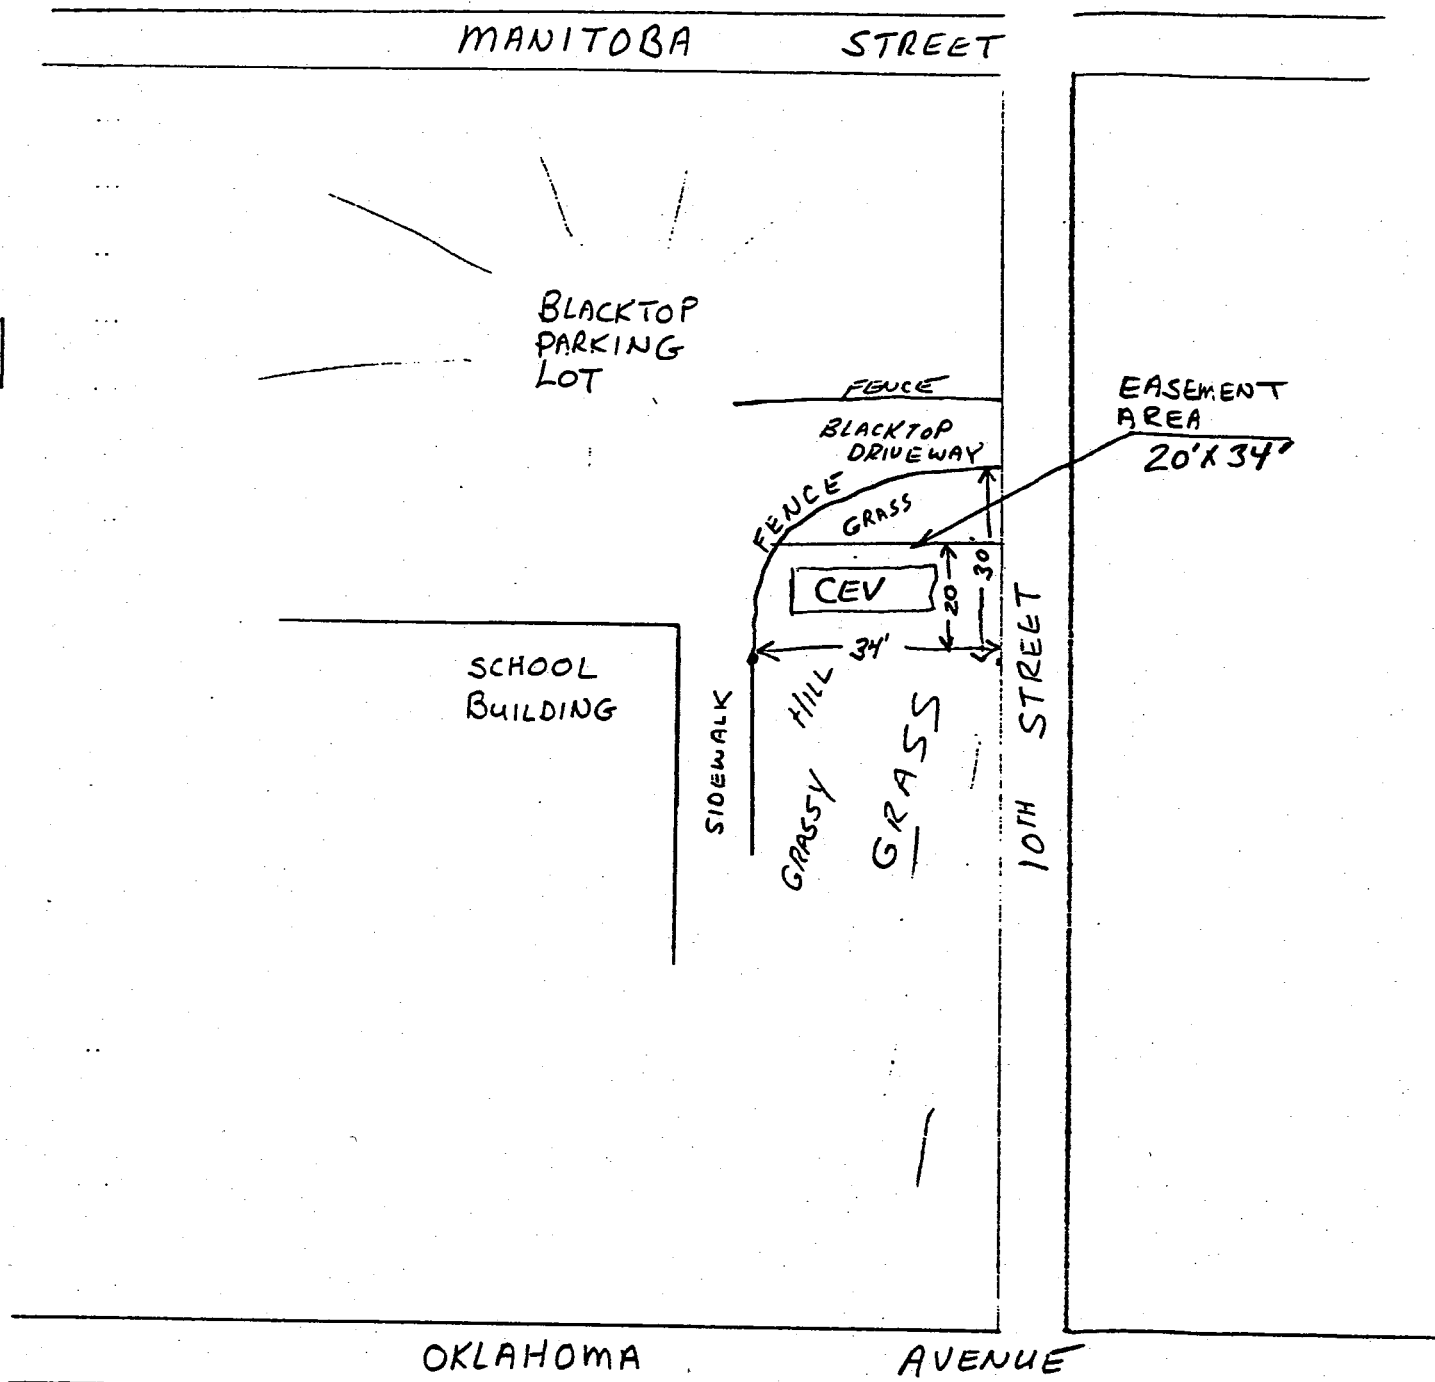 MANITOBA STREET
BLACKTOP
PARKING
LOT
FENCE
BLACKTOP
DRIVEWAY
EASEMENT
AREA
20' X 34'
FENCE
GRASS
CEV
20
30'
34'
SCHOOL
BUILDING
SIDEWALK
GRASSY HILL
GRASS
10TH STREET
OKLAHOMA AVENUE